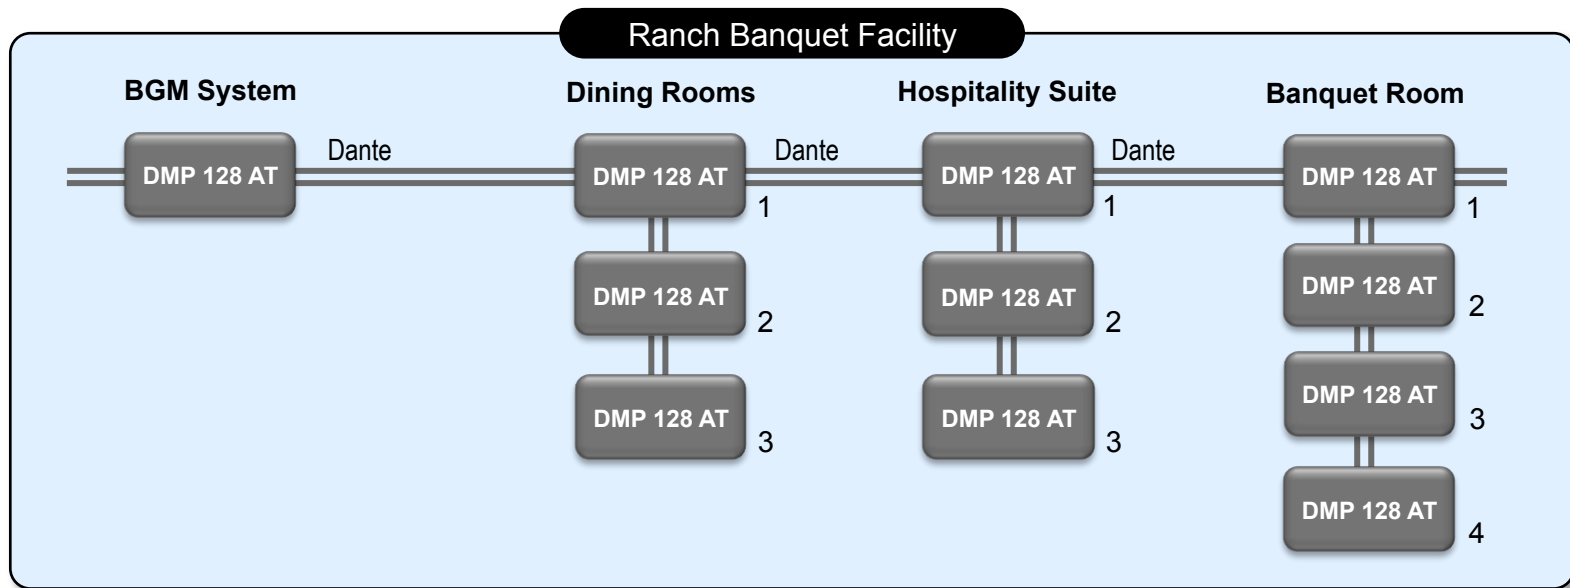 Ranch Banquet Facility
BGM System
Dining Rooms
Hospitality Suite
Banquet Room
DMP 128 AT
Dante
DMP 128 AT
1
Dante
DMP 128 AT
1
Dante
DMP 128 AT
1
DMP 128 AT
2
DMP 128 AT
2
DMP 128 AT
2
DMP 128 AT
3
DMP 128 AT
3
DMP 128 AT
3
DMP 128 AT
4